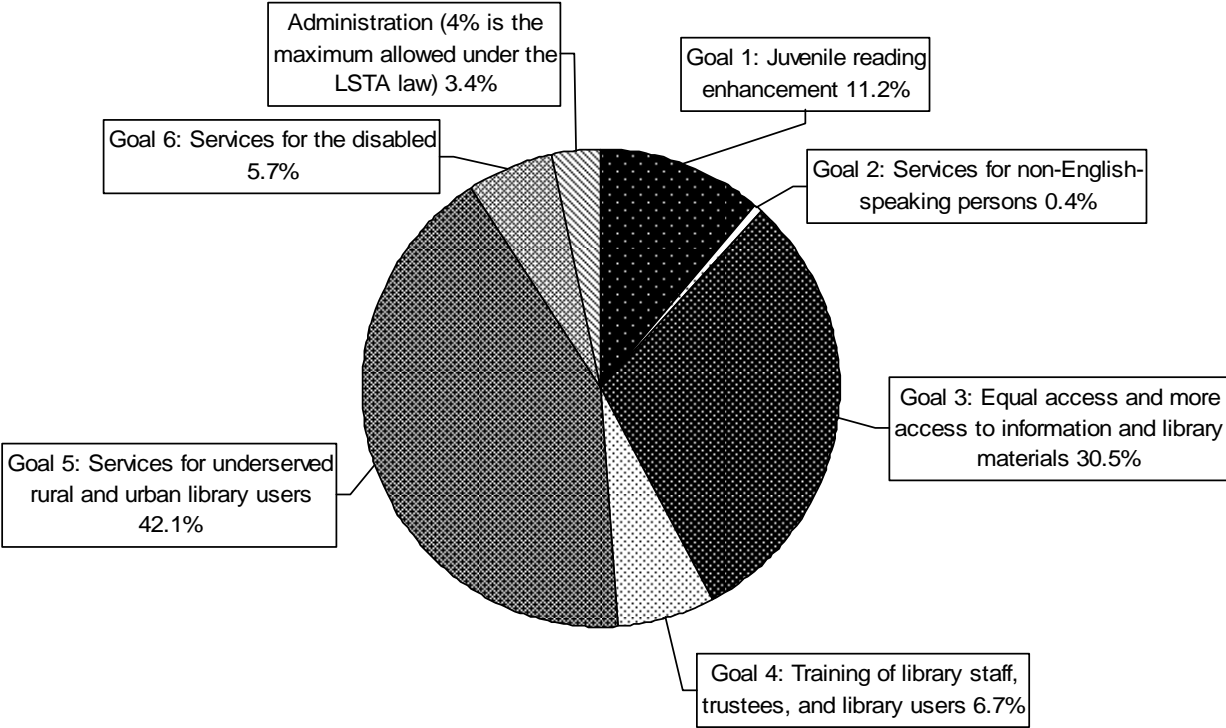 Administration (4% is the
maximum allowed under the
LSTA law) 3.4%
Goal 1: Juvenile reading
enhancement 11.2%
Goal 6: Services for the disabled
5.7%
Goal 2: Services for non-English-
speaking persons 0.4%
Goal 3: Equal access and more
access to information and library
materials 30.5%
Goal 5: Services for underserved
rural and urban library users
42.1%
Goal 4: Training of library staff,
trustees, and library users 6.7%